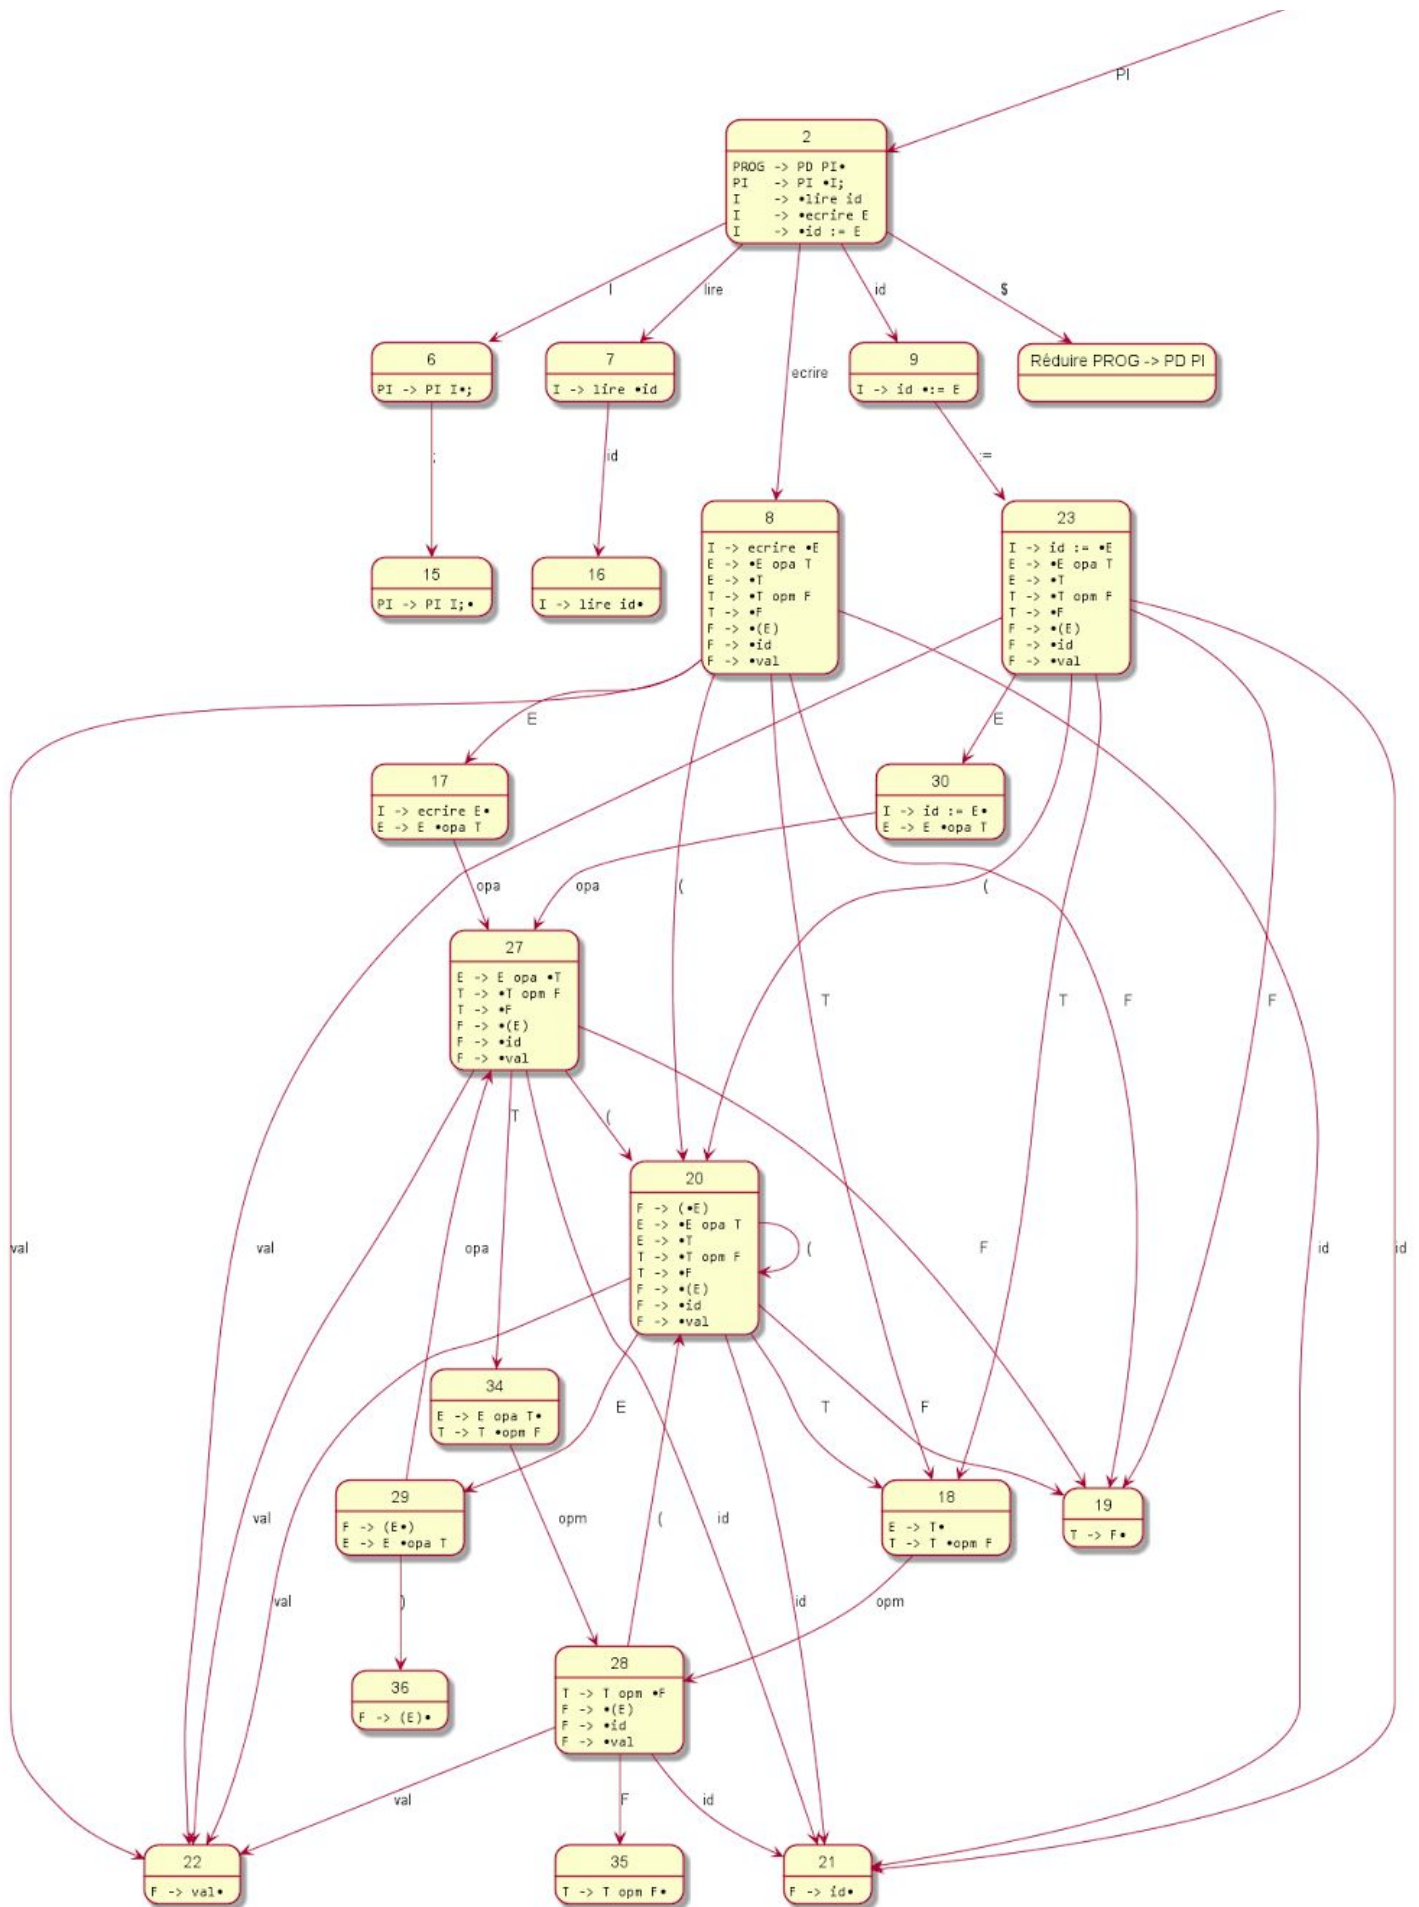 PI
2
PROG -> PD PI•
PI -> PI •I;
I -> •lire id
I -> •ecrire E
I -> •id := E
I
lire
ecrire
id
$
6
PI -> PI I•;
7
I -> lire •id
9
I -> id •:= E
Réduire PROG -> PD PI
;
id
:=
15
PI -> PI I;•
16
I -> lire id•
8
I -> ecrire •E
E -> •E opa T
E -> •T
T -> •T opm F
T -> •F
F -> •(E)
F -> •id
F -> •val
23
I -> id := •E
E -> •E opa T
E -> •T
T -> •T opm F
T -> •F
F -> •(E)
F -> •id
F -> •val
E
E
17
I -> ecrire E•
E -> E •opa T
30
I -> id := E•
E -> E •opa T
opa
opa
(
(
27
E -> E opa •T
T -> •T opm F
T -> •F
F -> •(E)
F -> •id
F -> •val
T
T
F
F
T
(
20
F -> (•E)
E -> •E opa T
E -> •T
T -> •T opm F
T -> •F
F -> •(E)
F -> •id
F -> •val
val
val
opa
(
F
id
id
34
E -> E opa T•
T -> T •opm F
E
T
F
29
F -> (E•)
E -> E •opa T
18
E -> T•
T -> T •opm F
19
T -> F•
val
opm
(
id
val
)
id
opm
36
F -> (E)•
28
T -> T opm •F
F -> •(E)
F -> •id
F -> •val
val
F
id
22
F -> val•
35
T -> T opm F•
21
F -> id•